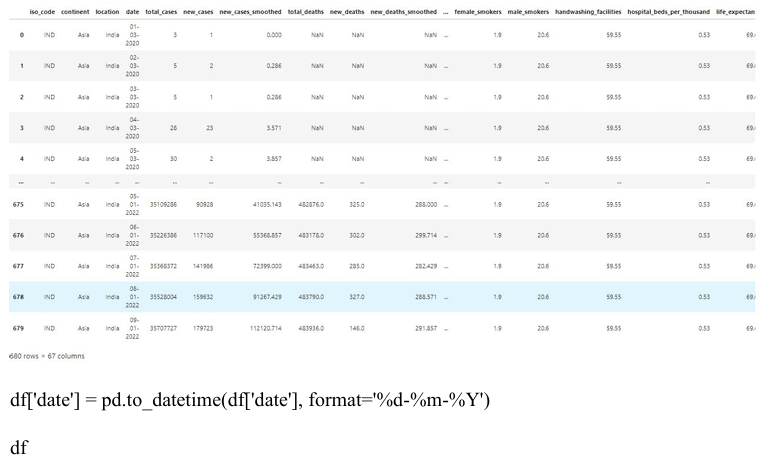 iso_code continent location date total_cases new_cases new_cases_smoothed total_deaths new_deaths new_deaths_smoothed ... female_smokers male_smokers handwashing_facilities hospital_beds_per_thousand life_expectan
0 IND Asia India 01-03-2020 3 1 0.000 NaN NaN NaN ... 1.9 20.6 59.55 0.53 69.
1 IND Asia India 02-03-2020 5 2 0.286 NaN NaN NaN ... 1.9 20.6 59.55 0.53 69.
2 IND Asia India 03-03-2020 5 1 0.286 NaN NaN NaN ... 1.9 20.6 59.55 0.53 69.
3 IND Asia India 04-03-2020 28 23 3.571 NaN NaN NaN ... 1.9 20.6 59.55 0.53 69.
4 IND Asia India 05-03-2020 30 2 3.857 NaN NaN NaN ... 1.9 20.6 59.55 0.53 69.
... ... ... ... ... ... ... ... ... ... ... ... ... ... ... ...
675 IND Asia India 05-01-2022 35109286 90928 41035.143 482876.0 325.0 288.000 ... 1.9 20.6 59.55 0.53 69.
676 IND Asia India 06-01-2022 35226386 117100 55368.857 483178.0 302.0 299.714 ... 1.9 20.6 59.55 0.53 69.
677 IND Asia India 07-01-2022 35368372 141986 72399.000 483463.0 285.0 282.429 ... 1.9 20.6 59.55 0.53 69.
678 IND Asia India 08-01-2022 35528004 159632 91267.429 483790.0 327.0 288.571 ... 1.9 20.6 59.55 0.53 69.
679 IND Asia India 09-01-2022 35707727 179723 112120.714 483936.0 146.0 291.857 ... 1.9 20.6 59.55 0.53 69.
680 rows × 67 columns
df['date'] = pd.to_datetime(df['date'], format='%d-%m-%Y')
df